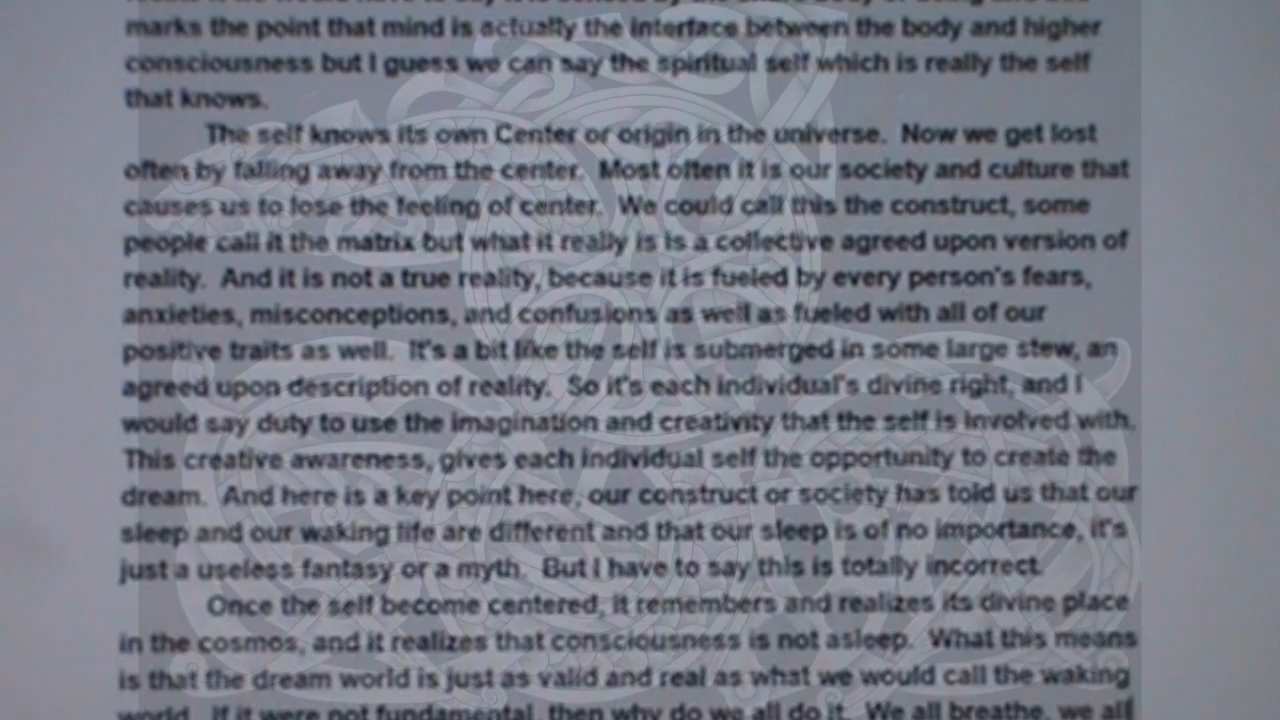 marks the point that mind is actually the interface between the body and higher
consciousness but I guess we can say the spiritual self which is really the self
that knows.
The self knows its own Center or origin in the universe. Now we get lost
often by falling away from the center. Most often it is our society and culture that
causes us to lose the feeling of center. We could call this the construct, some
people call it the matrix but what it really is is a collective agreed upon version of
reality. And it is not a true reality, because it is fueled by every person's fears,
anxieties, misconceptions, and confusions as well as fueled with all of our
positive traits as well. It's a bit like the self is submerged in some large stew, an
agreed upon description of reality. So it's each individual's divine right, and I
would say duty to use the imagination and creativity that the self is involved with.
This creative awareness, gives each individual self the opportunity to create the
dream. And here is a key point here, our construct or society has told us that our
sleep and our waking life are different and that our sleep is of no importance, it's
just a useless fantasy or a myth. But I have to say this is totally incorrect.
Once the self become centered, it remembers and realizes its divine place
in the cosmos, and it realizes that consciousness is not asleep. What this means
is that the dream world is just as valid and real as what we would call the waking
world. If it were not fundamental, then why do we all do it. We all breathe, we all